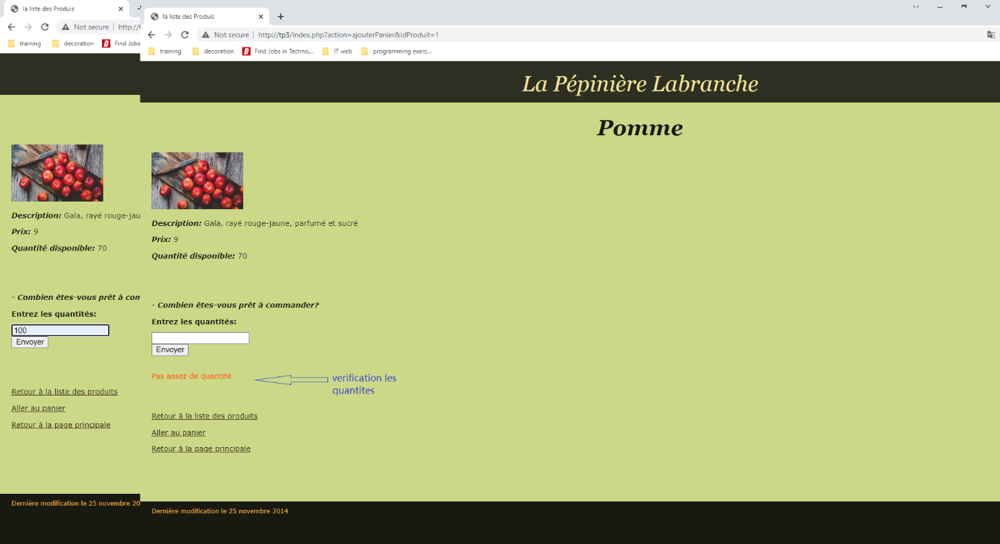 la liste des Produis
Not secure
http://t
training
decoration
Find Jobs
Description: Gala, rayé rouge-jau
Prix: 9
Quantité disponible: 70
- Combien êtes-vous prêt à com
Entrez les quantités:
100
Envoyer
Retour à la liste des produits
Aller au panier
Retour à la page principale
Dernière modification le 25 novembre 20
la liste des Produis
Not secure
http://tp3/index.php?action=ajouterPanier&idProduit=1
training
decoration
Find Jobs in Techno...
IT web
programming exerc...
La Pépinière Labranche
Pomme
Description: Gala, rayé rouge-jaune, parfumé et sucré
Prix: 9
Quantité disponible: 70
- Combien êtes-vous prêt à commander?
Entrez les quantités:
Envoyer
Pas assez de quantité
verification les
quantites
Retour à la liste des produits
Aller au panier
Retour à la page principale
Dernière modification le 25 novembre 2014